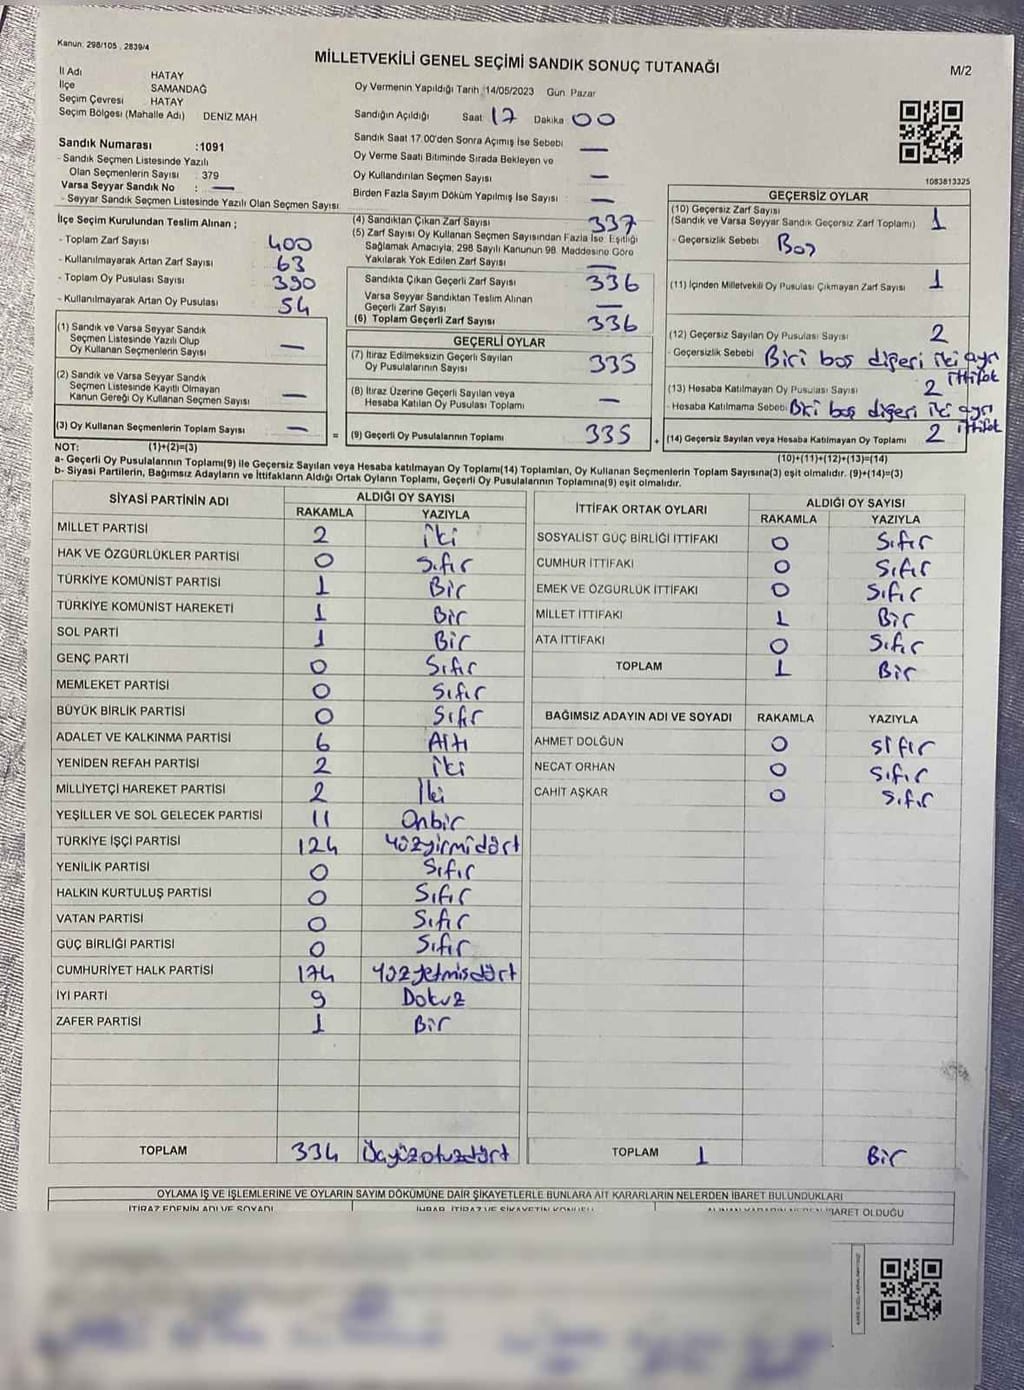 Kanun: 298/105 , 2839/4
MİLLETVEKİLİ GENEL SEÇİMİ SANDIK SONUÇ TUTANAĞI
M/2
İl Adı HATAY
İlçe SAMANDAĞ
Seçim Çevresi HATAY
Seçim Bölgesi (Mahalle Adı) DENİZ MAH
Sandık Numarası :1091
- Sandık Seçmen Listesinde Yazılı
Olan Seçmenlerin Sayısı 379
Varsa Seyyar Sandık No : —
- Seyyar Sandık Seçmen Listesinde Yazılı Olan Seçmen Sayısı
Oy Vermenin Yapıldığı Tarih :14/05/2023 Gün: Pazar
Sandığın Açıldığı Saat 17 Dakika 00
Sandık Saat 17:00'den Sonra Açımış İse Sebebi —
Oy Verme Saati Bitiminde Sırada Bekleyen ve
Oy Kullandırılan Seçmen Sayısı —
Birden Fazla Sayım Döküm Yapılmış İse Sayısı —
1083813325
İlçe Seçim Kurulundan Teslim Alınan ;
- Toplam Zarf Sayısı 400
- Kullanılmayarak Artan Zarf Sayısı 63
- Toplam Oy Pusulası Sayısı 390
- Kullanılmayarak Artan Oy Pusulası 54
(1) Sandık ve Varsa Seyyar Sandık
Seçmen Listesinde Yazılı Olup
Oy Kullanan Seçmenlerin Sayısı —
(2) Sandık ve Varsa Seyyar Sandık
Seçmen Listesinde Kayıtlı Olmayan
Kanun Gereği Oy Kullanan Seçmen Sayısı —
(3) Oy Kullanan Seçmenlerin Toplam Sayısı —
(4) Sandıktan Çıkan Zarf Sayısı 337
(5) Zarf Sayısı Oy Kullanan Seçmen Sayısından Fazla İse, Eşitliği
Sağlamak Amacıyla, 298 Sayılı Kanunun 98. Maddesine Göre
Yakılarak Yok Edilen Zarf Sayısı —
Sandıkta Çıkan Geçerli Zarf Sayısı 336
Varsa Seyyar Sandıktan Teslim Alınan
Geçerli Zarf Sayısı —
(6) Toplam Geçerli Zarf Sayısı 336
GEÇERLİ OYLAR
(7) İtiraz Edilmeksizin Geçerli Sayılan
Oy Pusulalarının Sayısı 335
(8) İtiraz Üzerine Geçerli Sayılan veya
Hesaba Katılan Oy Pusulası Toplamı —
= (9) Geçerli Oy Pusulalarının Toplamı 335 +
GEÇERSİZ OYLAR
(10) Geçersiz Zarf Sayısı
(Sandık ve Varsa Seyyar Sandık Geçersiz Zarf Toplamı) 1
- Geçersizlik Sebebi Boş
(11) İçinden Milletvekili Oy Pusulası Çıkmayan Zarf Sayısı 1
(12) Geçersiz Sayılan Oy Pusulası Sayısı 2
- Geçersizlik Sebebi Biri boş diğeri iki ayrı
ittifak
(13) Hesaba Katılmayan Oy Pusulası Sayısı 2
- Hesaba Katılmama Sebebi boş diğeri iki ayrı
ittifak
(14) Geçersiz Sayılan veya Hesaba Katılmayan Oy Toplamı 2
NOT: (1)+(2)=(3)
(10)+(11)+(12)+(13)=(14)
a- Geçerli Oy Pusulalarının Toplamı(9) ile Geçersiz Sayılan veya Hesaba katılmayan Oy Toplamı(14) Toplamları, Oy Kullanan Seçmenlerin Toplam Sayısına(3) eşit olmalıdır. (9)+(14)=(3)
b- Siyasi Partilerin, Bağımsız Adayların ve İttifakların Aldığı Ortak Oyların Toplamı, Geçerli Oy Pusulalarının Toplamına(9) eşit olmalıdır.
SİYASİ PARTİNİN ADI ALDIĞI OY SAYISI
RAKAMLA YAZIYLA
MİLLET PARTİSİ 2 iki
HAK VE ÖZGÜRLÜKLER PARTİSİ 0 Sıfır
TÜRKİYE KOMÜNİST PARTİSİ 1 Bir
TÜRKİYE KOMÜNİST HAREKETİ 1 Bir
SOL PARTİ 1 Bir
GENÇ PARTİ 0 Sıfır
MEMLEKET PARTİSİ 0 Sıfır
BÜYÜK BİRLİK PARTİSİ 0 Sıfır
ADALET VE KALKINMA PARTİSİ 6 Altı
YENİDEN REFAH PARTİSİ 2 iki
MİLLİYETÇİ HAREKET PARTİSİ 2 İki
YEŞİLLER VE SOL GELECEK PARTİSİ 11 Onbir
TÜRKİYE İŞÇİ PARTİSİ 124 Yüzyirmidört
YENİLİK PARTİSİ 0 Sıfır
HALKIN KURTULUŞ PARTİSİ 0 Sıfır
VATAN PARTİSİ 0 Sıfır
GÜÇ BİRLİĞİ PARTİSİ 0 Sıfır
CUMHURİYET HALK PARTİSİ 174 Yüzyetmişdört
İYİ PARTİ 9 Dokuz
ZAFER PARTİSİ 1 Bir
TOPLAM 334 Üçyüzotuzdört
İTTİFAK ORTAK OYLARI ALDIĞI OY SAYISI
RAKAMLA YAZIYLA
SOSYALİST GÜÇ BİRLİĞİ İTTİFAKI 0 Sıfır
CUMHUR İTTİFAKI 0 Sıfır
EMEK VE ÖZGÜRLÜK İTTİFAKI 0 Sıfır
MİLLET İTTİFAKI 1 Bir
ATA İTTİFAKI 0 Sıfır
TOPLAM 1 Bir
BAĞIMSIZ ADAYIN ADI VE SOYADI RAKAMLA YAZIYLA
AHMET DOLĞUN 0 sıfır
NECAT ORHAN 0 Sıfır
CAHİT AŞKAR 0 Sıfır
TOPLAM 1 Bir
OYLAMA İŞ VE İŞLEMLERİNE VE OYLARIN SAYIM DÖKÜMÜNE DAİR ŞİKAYETLERLE BUNLARA AİT KARARLARIN NELERDEN İBARET BULUNDUKLARI
İTİRAZ EDENİN ADI VE SOYADI İHBAR, İTİRAZ VE ŞİKAYETİN KONUSU